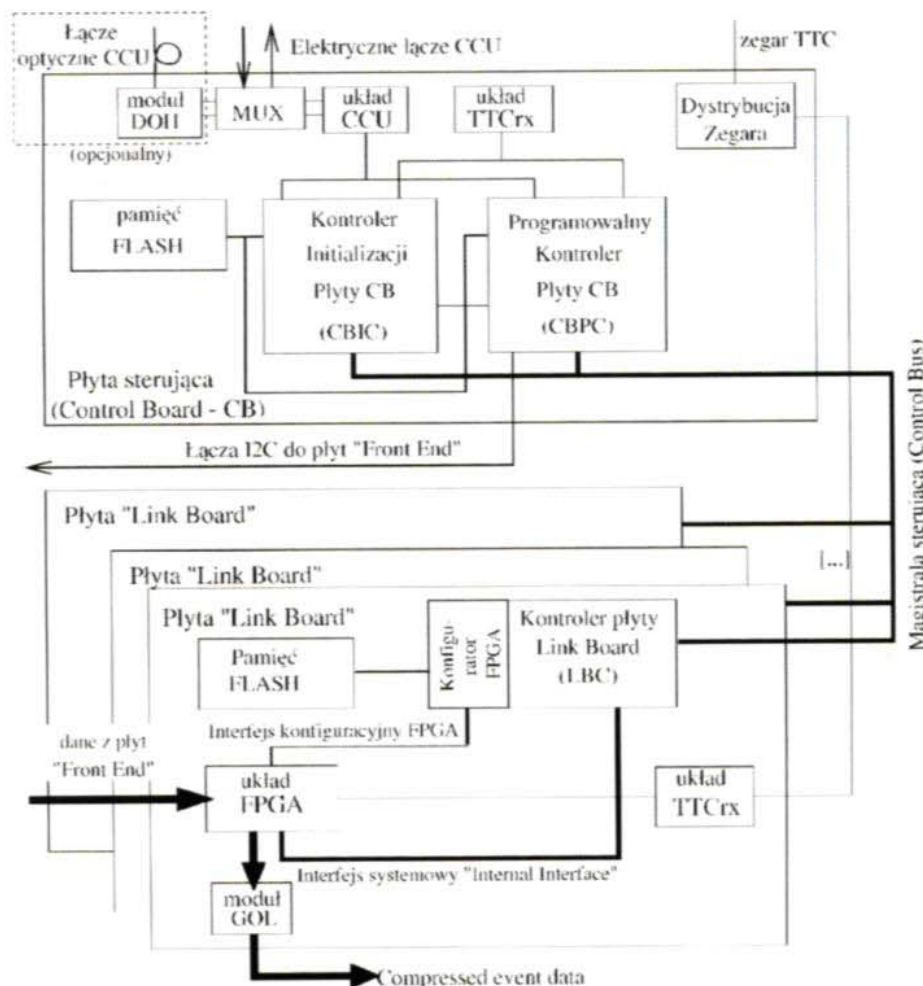 Łącze
optyczne CCU
Elektryczne łącze CCU
zegar TTC
moduł
DOH
MUX
układ
CCU
układ
TTCrx
Dystrybucja
Zegara
(opcjonalny)
pamięć
FLASH
Kontroler
Initializacji
Płyty CB
(CBIC)
Programowalny
Kontroler
Płyty CB
(CBPC)
Płyta sterująca
(Control Board - CB)
Łącza I2C do płyt "Front End"
Magistrala sterująca (Control Bus)
Płyta "Link Board"
[...]
Płyta "Link Board"
Płyta "Link Board"
Pamięć
FLASH
Konfigu-
rator
FPGA
Kontroler płyty
Link Board
(LBC)
Interfejs konfiguracyjny FPGA
dane z płyt
"Front End"
układ
FPGA
układ
TTCrx
Interfejs systemowy "Internal Interface"
moduł
GOL
Compressed event data